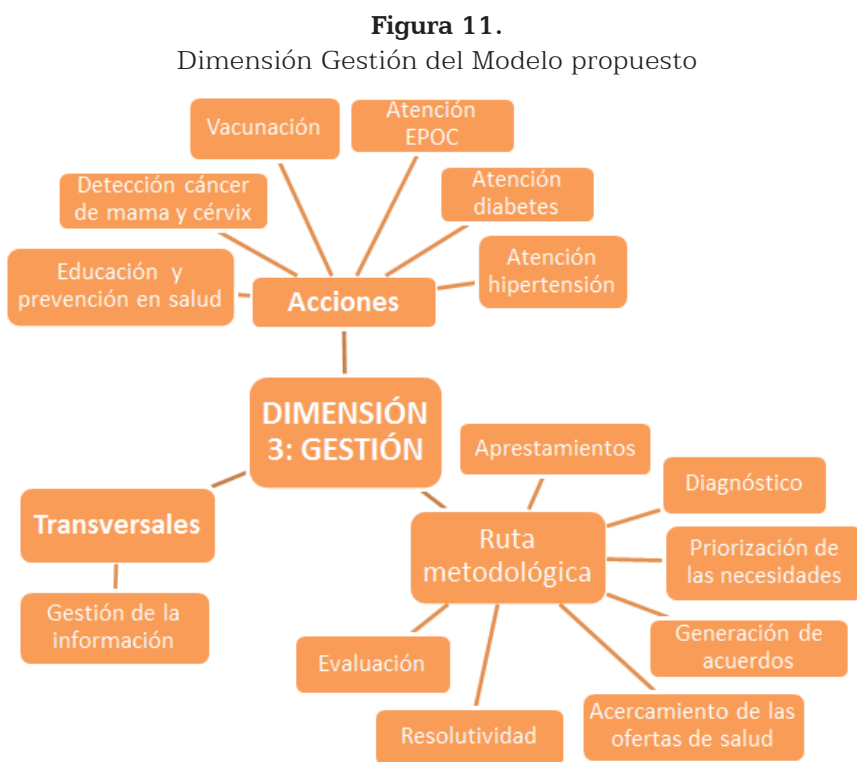 Figura 11.
Dimensión Gestión del Modelo propuesto
Vacunación
Atención
EPOC
Detección cáncer
de mama y cérvix
Atención
diabetes
Educación y
prevención en salud
Acciones
Atención
hipertensión
DIMENSIÓN
3: GESTIÓN
Aprestamientos
Diagnóstico
Transversales
Ruta
metodológica
Priorización de
las necesidades
Gestión de la
información
Generación de
acuerdos
Evaluación
Acercamiento de las
ofertas de salud
Resolutividad